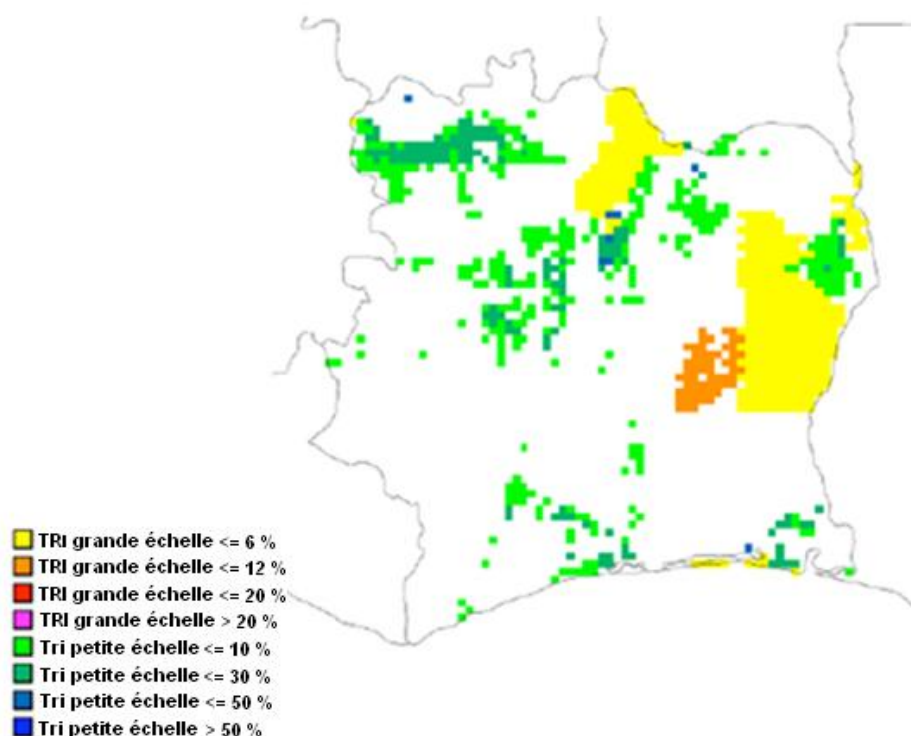 TRI grande échelle <= 6 %
TRI grande échelle <= 12 %
TRI grande échelle <= 20 %
TRI grande échelle > 20 %
Tri petite échelle <= 10 %
Tri petite échelle <= 30 %
Tri petite échelle <= 50 %
Tri petite échelle > 50 %